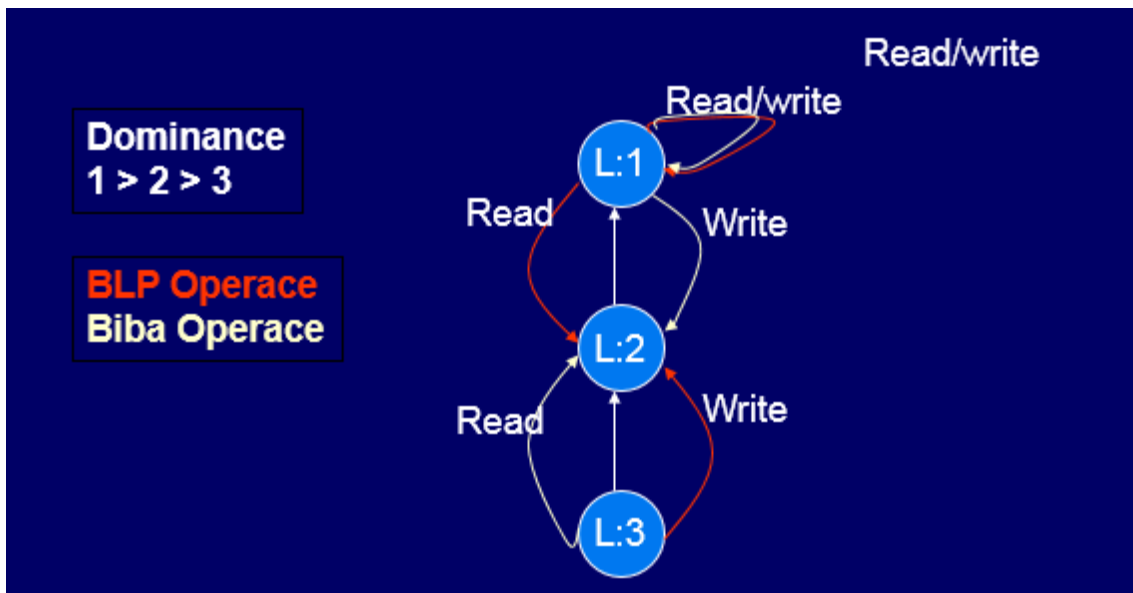 Read/write
Read/write
Dominance
1 > 2 > 3
L:1
Read
Write
BLP Operace
Biba Operace
L:2
Read
Write
L:3